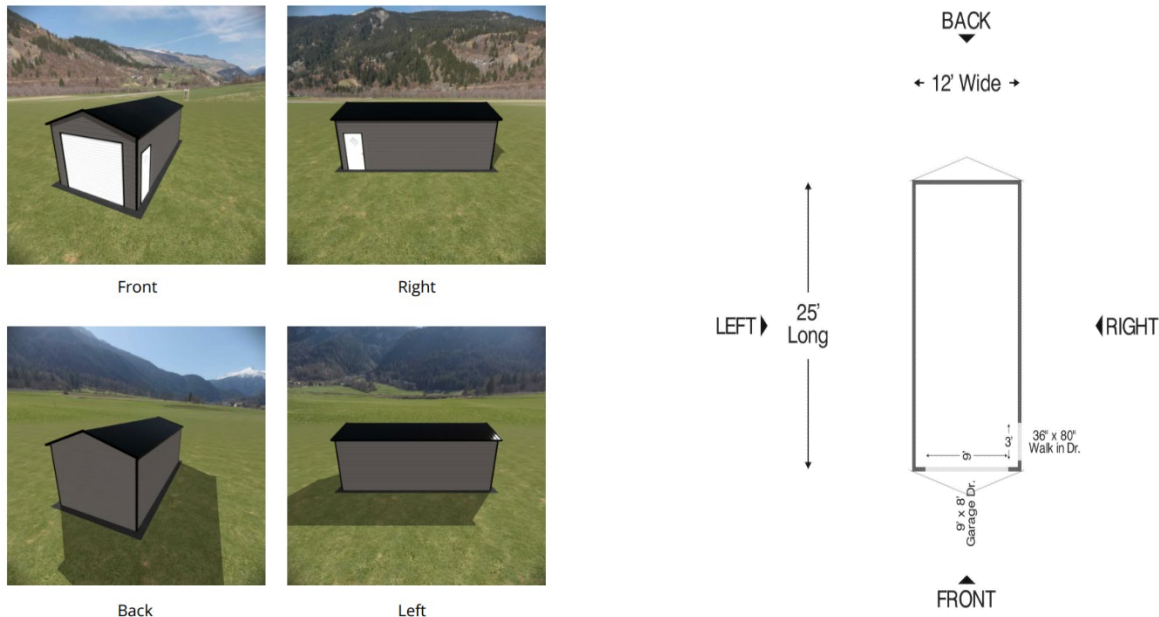 Front
Right
Back
Left
BACK
12' Wide
25'
Long
LEFT
RIGHT
3'
36" x 80"
Walk in Dr.
9'
9' x 8'
Garage Dr.
FRONT